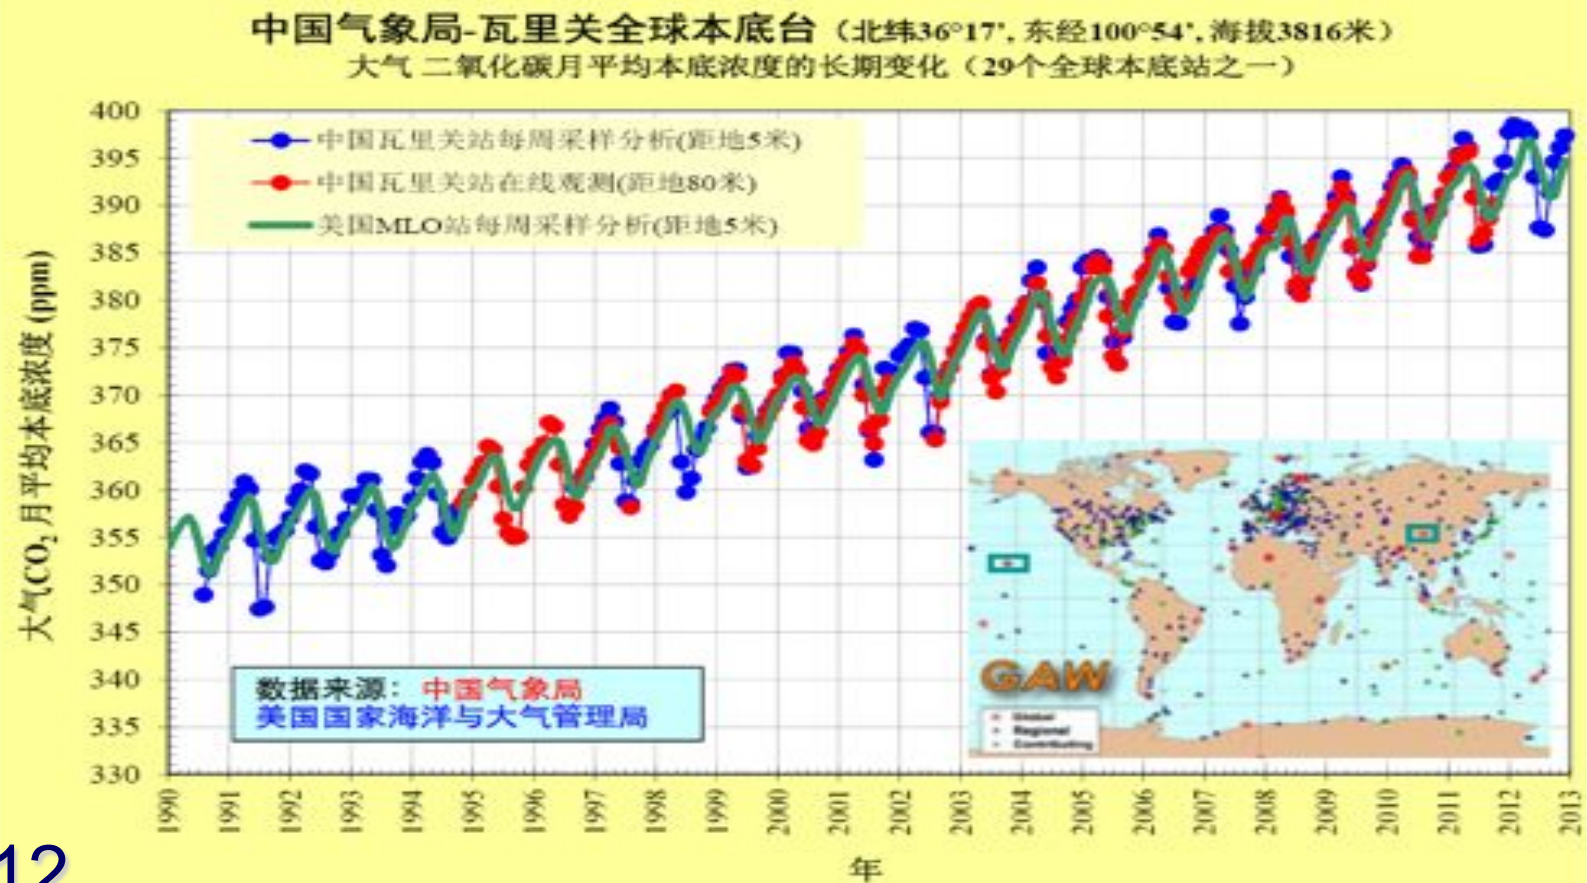 中国气象局-瓦里关全球本底台（北纬36°17', 东经100°54', 海拔3816米）
大气 二氧化碳月平均本底浓度的长期变化（29个全球本底站之一）
中国瓦里关站每周采样分析(距地5米)
中国瓦里关站在线观测(距地80米)
美国MLO站每周采样分析(距地5米)
大气CO₂月平均本底浓度 (ppm)
400
395
390
385
380
375
370
365
360
355
350
345
340
335
330
数据来源：中国气象局
美国国家海洋与大气管理局
GAW
Global
Regional
Contributing
1990 1991 1992 1993 1994 1995 1996 1997 1998 1999 2000 2001 2002 2003 2004 2005 2006 2007 2008 2009 2010 2011 2012 2013
年
12